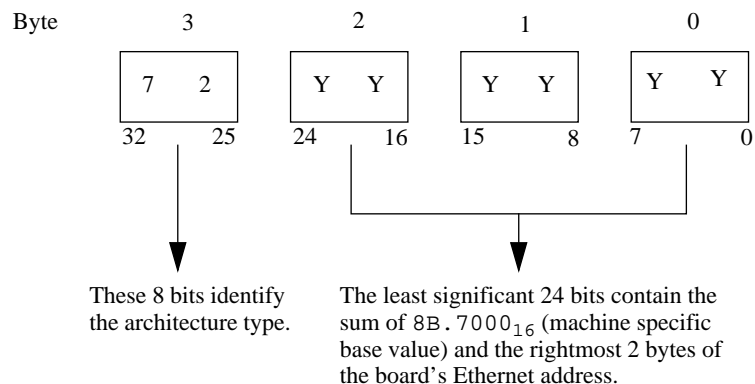 Byte 3 2 1 0
7 2 Y Y Y Y Y Y
32 25 24 16 15 8 7 0
These 8 bits identify
the architecture type.
The least significant 24 bits contain the
sum of 8B.7000₁₆ (machine specific
base value) and the rightmost 2 bytes of
the board's Ethernet address.